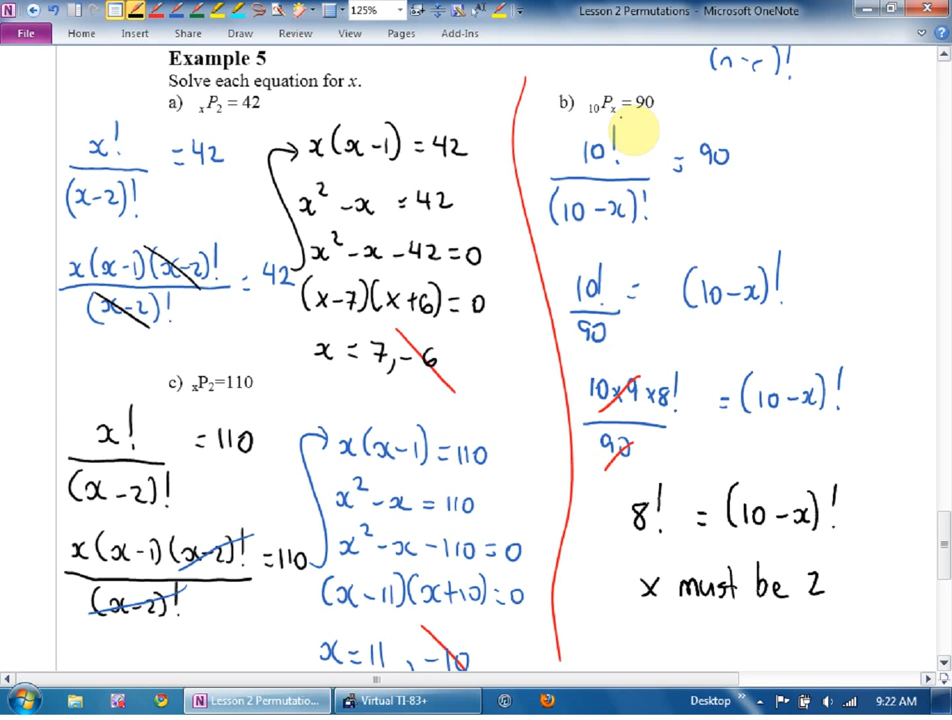 Lesson 2 Permutations - Microsoft OneNote
125%
File Home Insert Share Draw Review View Pages Add-Ins
(n-r)!
Example 5
Solve each equation for x.
a) ₓP₂ = 42
x!/(x-2)! = 42
x(x-1)(x-2)!/(x-2)! = 42
x(x-1) = 42
x² - x = 42
x² - x - 42 = 0
(x-7)(x+6) = 0
x = 7, -6
b) ₁₀Pₓ = 90
10!/(10-x)! = 90
10!/90 = (10-x)!
10x9x8!/90 = (10-x)!
8! = (10-x)!
x must be 2
c) ₓP₂=110
x!/(x-2)! = 110
x(x-1)(x-2)!/(x-2)! = 110
x(x-1) = 110
x² - x = 110
x² - x - 110 = 0
(x-11)(x+10) = 0
x = 11, -10
Lesson 2 Permutatio...
Virtual TI-83+
Desktop
9:22 AM